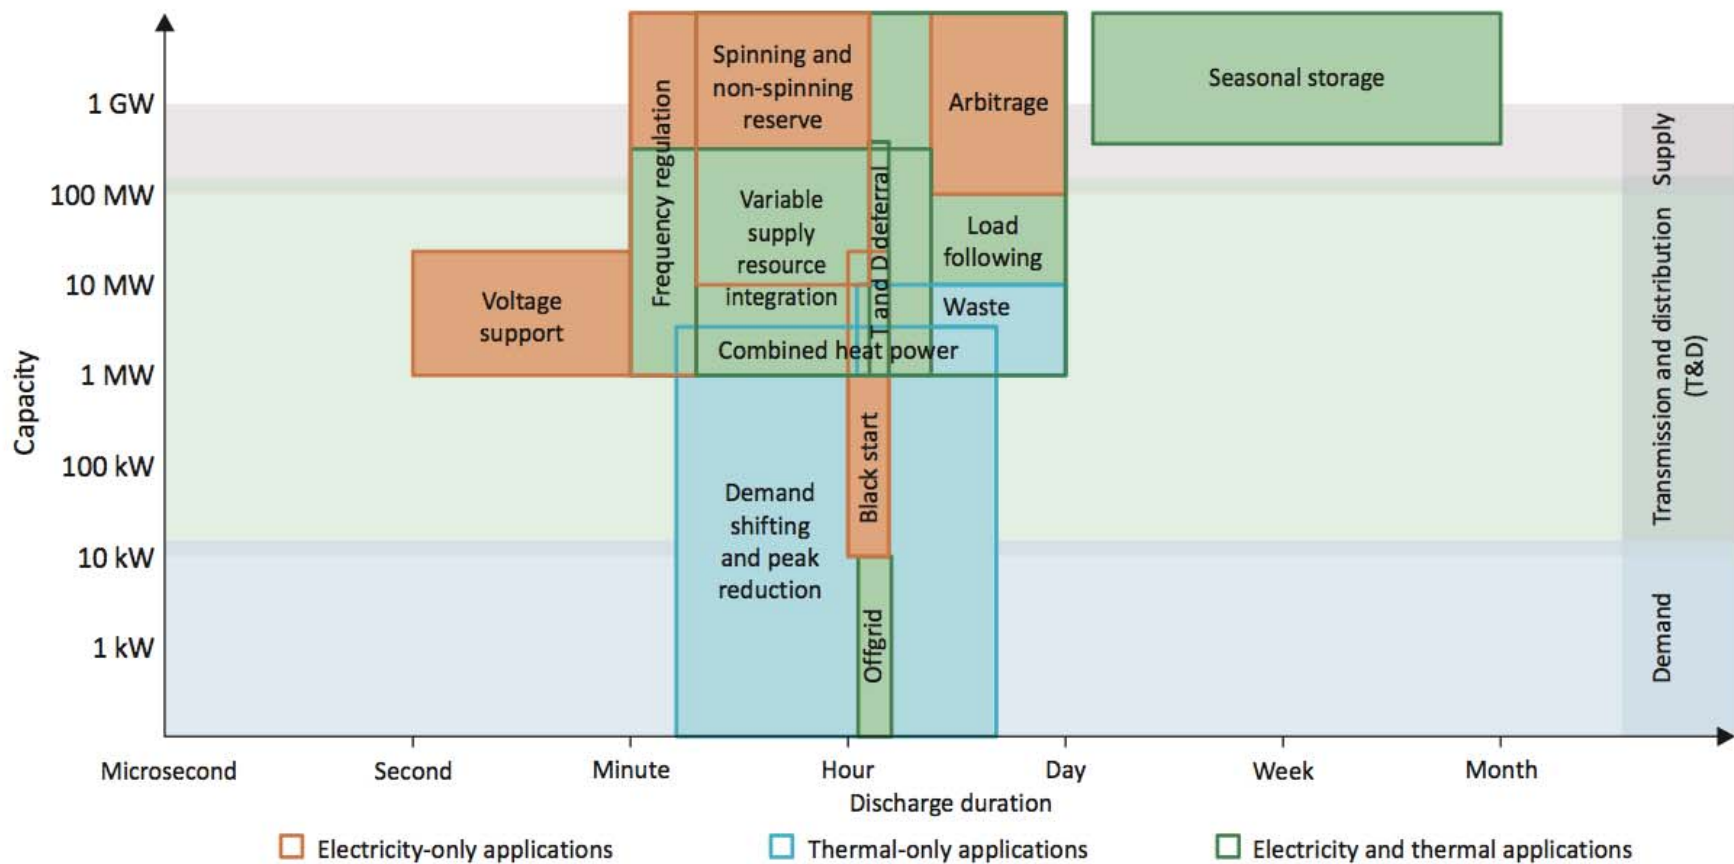 Capacity
1 GW
100 MW
10 MW
1 MW
100 kW
10 kW
1 kW
Voltage
support
Frequency regulation
Spinning and
non-spinning
reserve
Variable
supply
resource
integration
Combined heat power
Demand
shifting
and peak
reduction
T and D deferral
Black start
Offgrid
Arbitrage
Load
following
Waste
Seasonal storage
Supply
Transmission and distribution
(T&D)
Demand
Microsecond
Second
Minute
Hour
Day
Week
Month
Discharge duration
Electricity-only applications
Thermal-only applications
Electricity and thermal applications